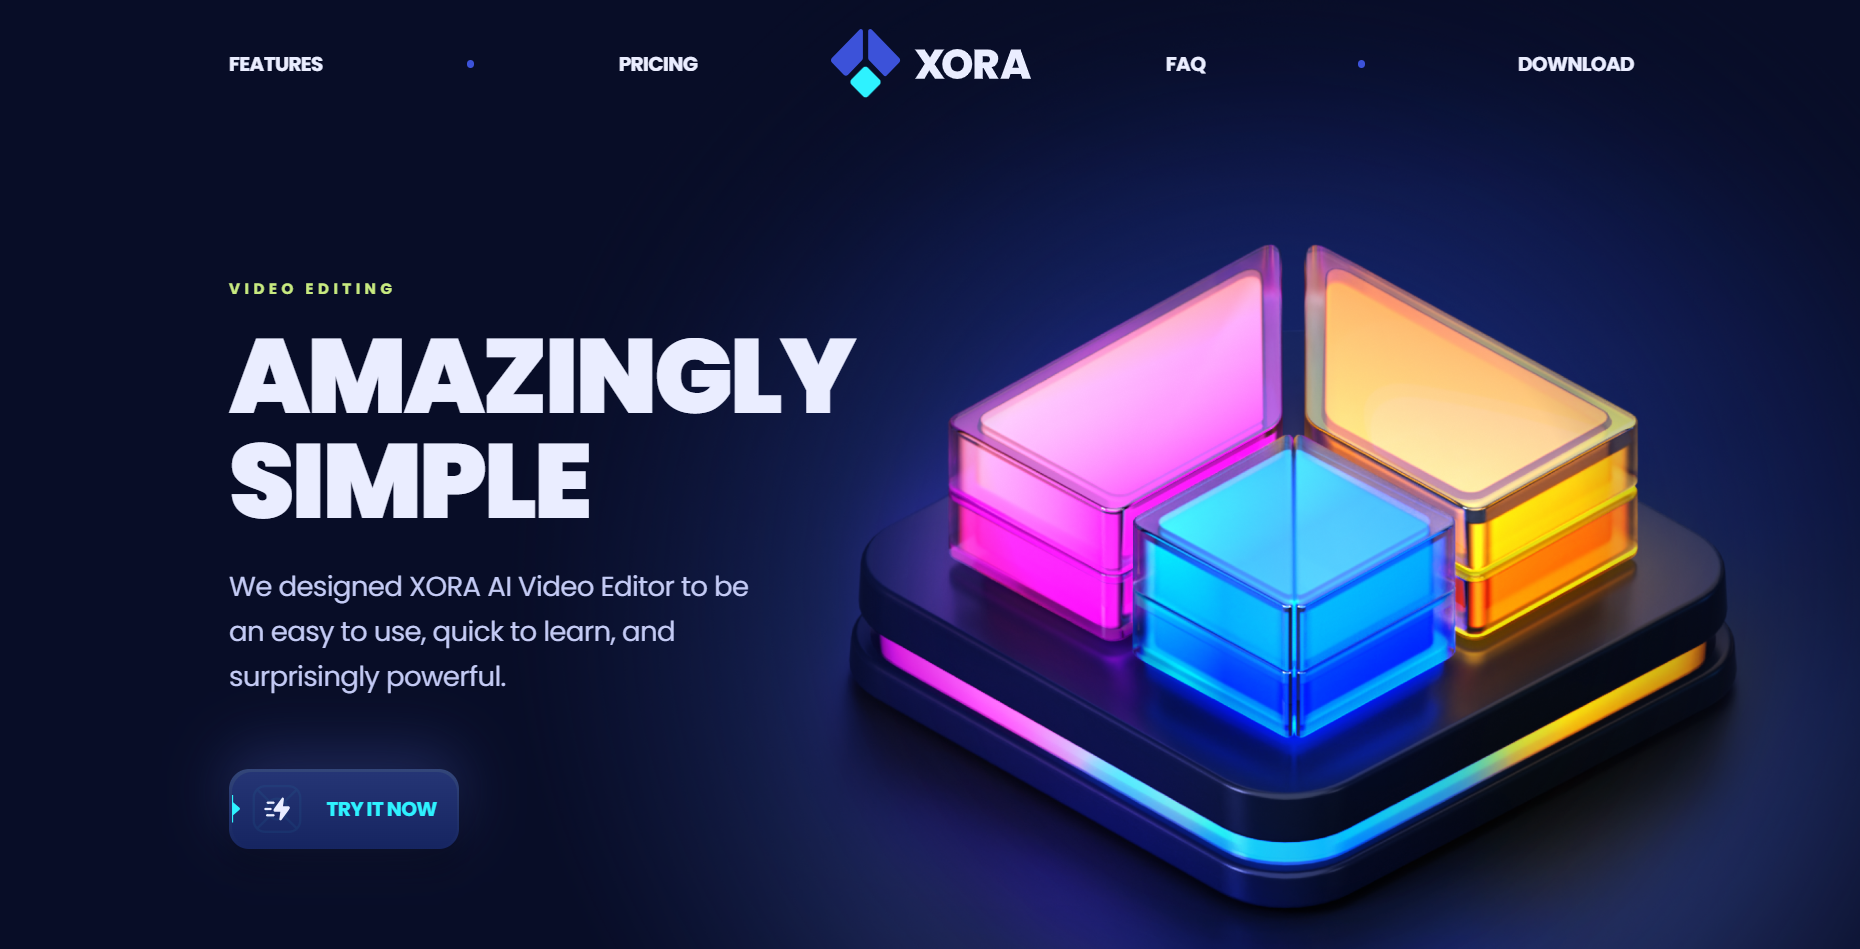 FEATURES
PRICING
XORA
FAQ
DOWNLOAD
VIDEO EDITING
AMAZINGLY
SIMPLE
We designed XORA AI Video Editor to be
an easy to use, quick to learn, and
surprisingly powerful.
TRY IT NOW